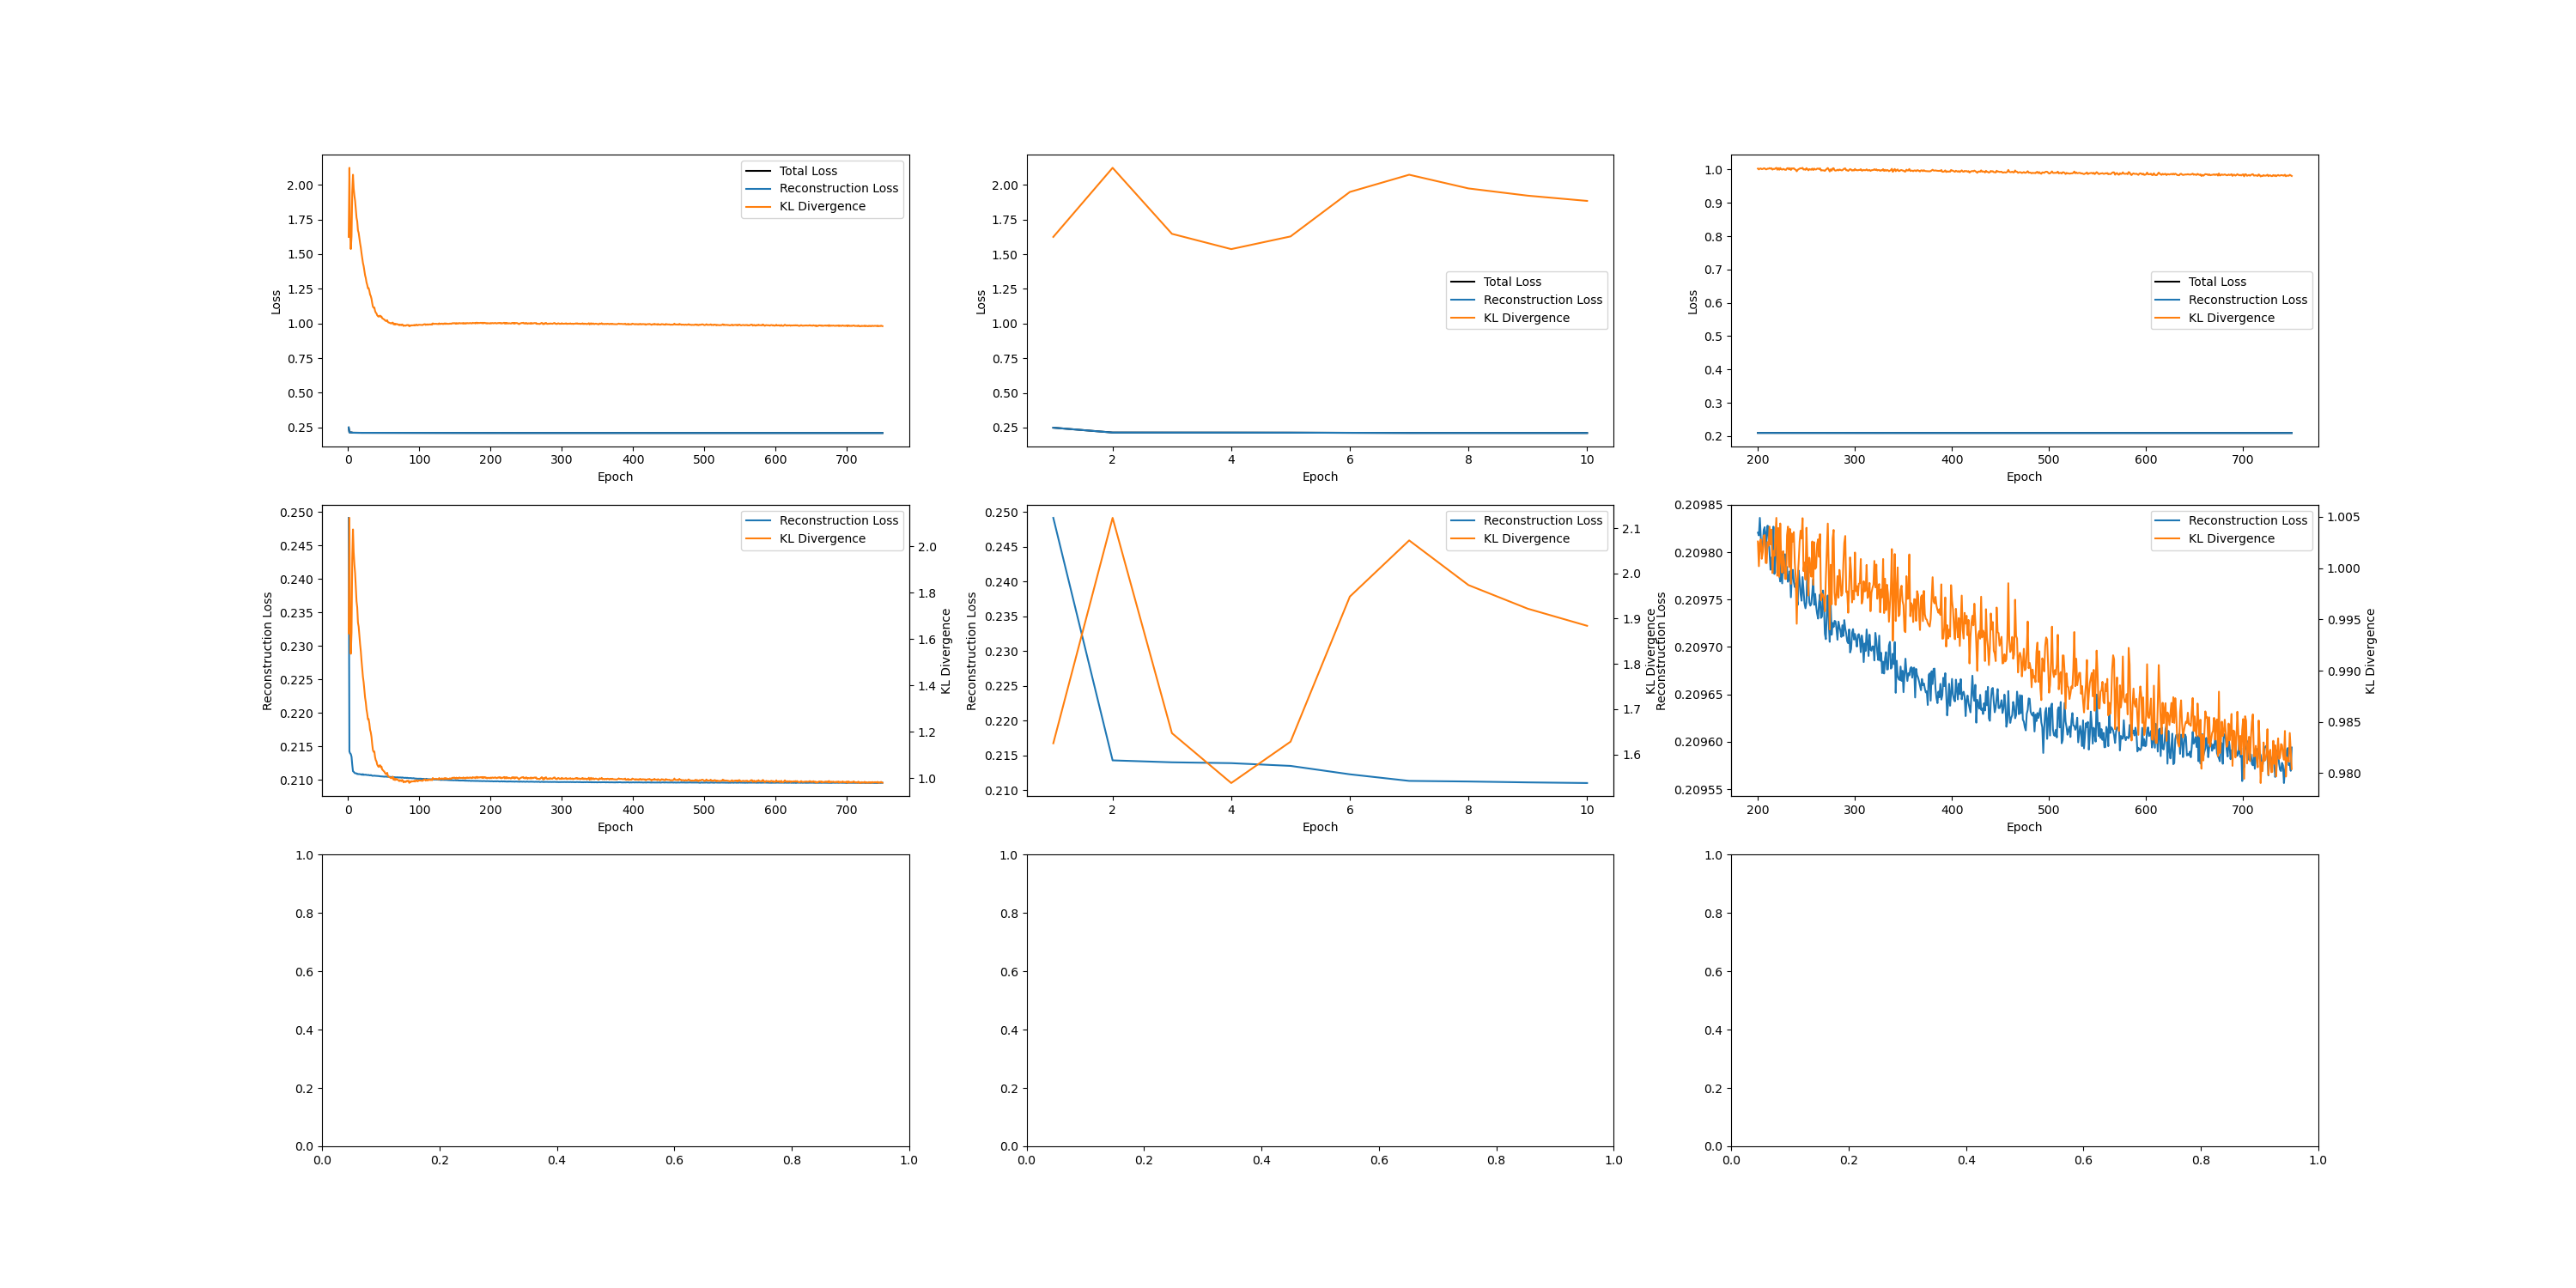 Total Loss
Reconstruction Loss
KL Divergence
2.00
1.75
1.50
1.25
1.00
0.75
0.50
0.25
Loss
0 100 200 300 400 500 600 700
Epoch
Total Loss
Reconstruction Loss
KL Divergence
2.00
1.75
1.50
1.25
1.00
0.75
0.50
0.25
Loss
2 4 6 8 10
Epoch
Total Loss
Reconstruction Loss
KL Divergence
1.0
0.9
0.8
0.7
0.6
0.5
0.4
0.3
0.2
Loss
200 300 400 500 600 700
Epoch
Reconstruction Loss
KL Divergence
0.250
0.245
0.240
0.235
0.230
0.225
0.220
0.215
0.210
Reconstruction Loss
2.0
1.8
1.6
1.4
1.2
1.0
KL Divergence
0 100 200 300 400 500 600 700
Epoch
Reconstruction Loss
KL Divergence
0.250
0.245
0.240
0.235
0.230
0.225
0.220
0.215
0.210
Reconstruction Loss
2.1
2.0
1.9
1.8
1.7
1.6
KL Divergence
2 4 6 8 10
Epoch
Reconstruction Loss
KL Divergence
0.20985
0.20980
0.20975
0.20970
0.20965
0.20960
0.20955
Reconstruction Loss
1.005
1.000
0.995
0.990
0.985
0.980
KL Divergence
200 300 400 500 600 700
Epoch
1.0
0.8
0.6
0.4
0.2
0.0
0.0 0.2 0.4 0.6 0.8 1.0
1.0
0.8
0.6
0.4
0.2
0.0
0.0 0.2 0.4 0.6 0.8 1.0
1.0
0.8
0.6
0.4
0.2
0.0
0.0 0.2 0.4 0.6 0.8 1.0